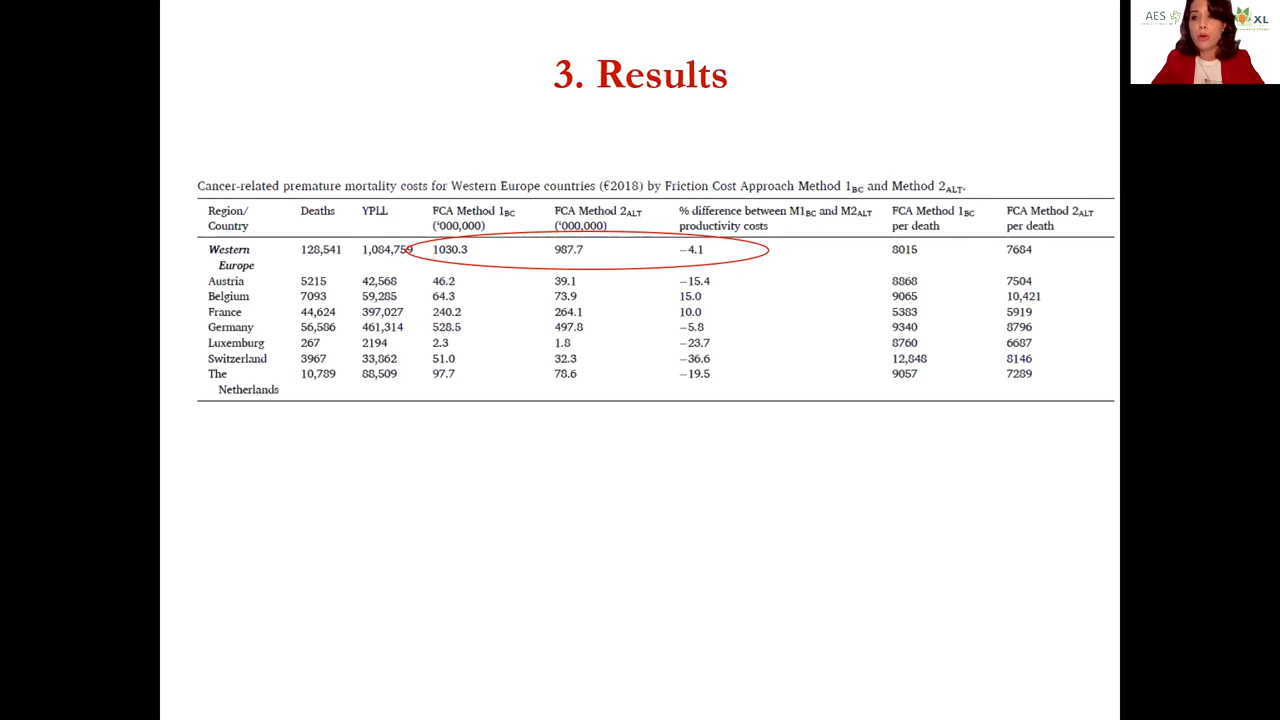 AES
XL
3. Results
Cancer-related premature mortality costs for Western Europe countries (€2018) by Friction Cost Approach Method 1BC and Method 2ALT.
Region/ Deaths YPLL FCA Method 1BC FCA Method 2ALT % difference between M1BC and M2ALT FCA Method 1BC FCA Method 2ALT
Country (‘000,000) (‘000,000) productivity costs per death per death
Western 128,541 1,084,759 1030.3 987.7 −4.1 8015 7684
Europe
Austria 5215 42,568 46.2 39.1 −15.4 8868 7504
Belgium 7093 59,285 64.3 73.9 15.0 9065 10,421
France 44,624 397,027 240.2 264.1 10.0 5383 5919
Germany 56,586 461,314 528.5 497.8 −5.8 9340 8796
Luxemburg 267 2194 2.3 1.8 −23.7 8760 6687
Switzerland 3967 33,862 51.0 32.3 −36.6 12,848 8146
The 10,789 88,509 97.7 78.6 −19.5 9057 7289
Netherlands